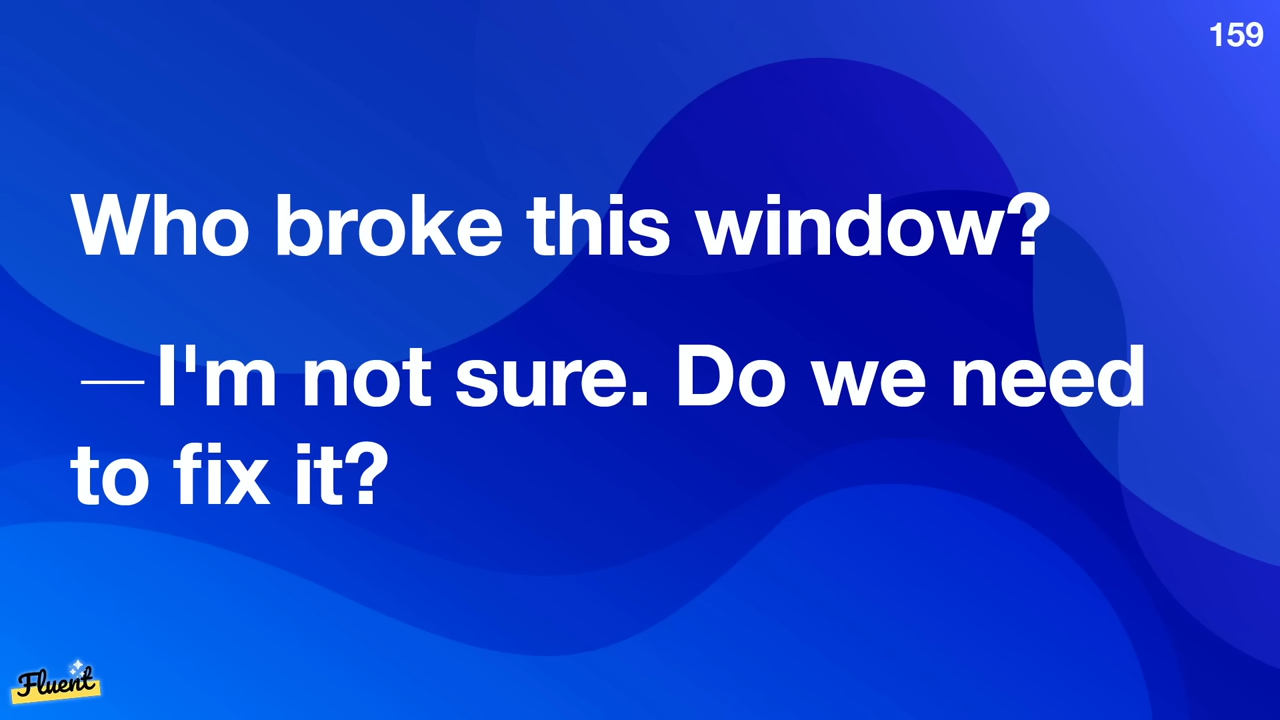 159
Who broke this window?
—I'm not sure. Do we need
to fix it?
Fluent